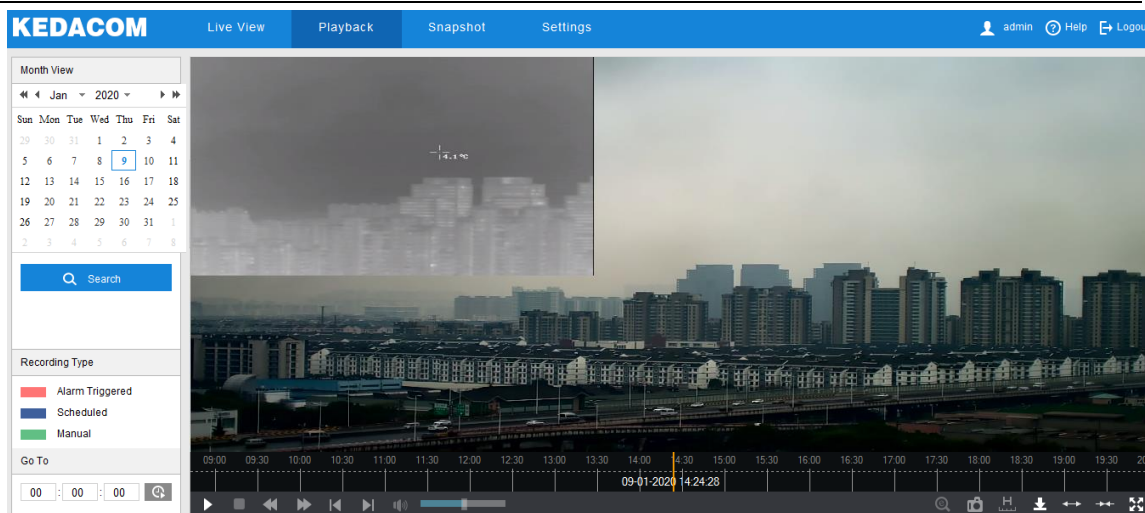 KEDACOM Live View Playback Snapshot Settings admin Help Logou
Month View
Jan 2020
Sun Mon Tue Wed Thu Fri Sat
29 30 31 1 2 3 4
5 6 7 8 9 10 11
12 13 14 15 16 17 18
19 20 21 22 23 24 25
26 27 28 29 30 31 1
2 3 4 5 6 7 8
Search
Recording Type
Alarm Triggered
Scheduled
Manual
Go To
00 : 00 : 00
4.1°C
09:00 09:30 10:00 10:30 11:00 11:30 12:00 12:30 13:00 13:30 14:00 14:30 15:00 15:30 16:00 16:30 17:00 17:30 18:00 18:30 19:00 19:30 20
09-01-2020 14:24:28
H